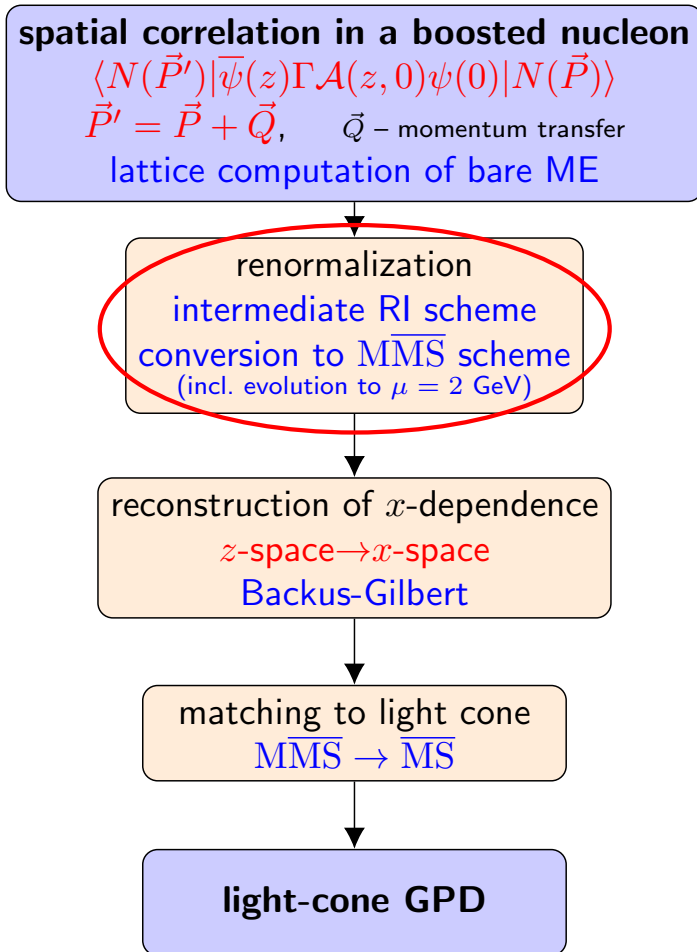 spatial correlation in a boosted nucleon
⟨N(P⃗′)|ψ̅(z)Γ𝒜(z, 0)ψ(0)|N(P⃗)⟩
P⃗′ = P⃗ + Q⃗, Q⃗ – momentum transfer
lattice computation of bare ME
renormalization
intermediate RI scheme
conversion to MM̅S̅ scheme
(incl. evolution to μ = 2 GeV)
reconstruction of x-dependence
z-space→x-space
Backus-Gilbert
matching to light cone
MM̅S̅ → M̅S̅
light-cone GPD